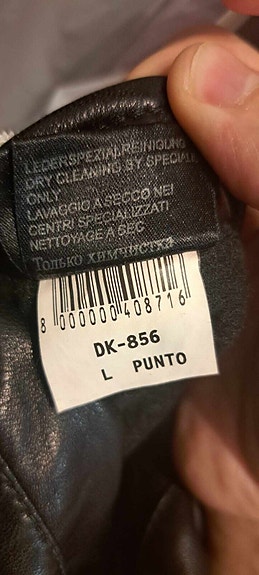 LEDERSPEZIALREINIGUNG
DRY CLEANING BY SPECIALIST
ONLY
LAVAGGIO A SECCO NEI
CENTRI SPECIALIZZATI
NETTOYAGE A SEC
Только химчистка
8 000000 408716
DK-856
L PUNTO